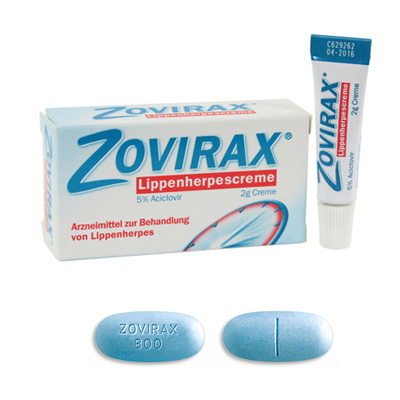 ZOVIRAX®
Lippenherpescreme
5% Aciclovir 2g Creme
Arzneimittel zur Behandlung
von Lippenherpes
C629262
04-2016
ZOVIRAX®
Lippenherpescreme
5% Aciclovir 2g Creme
ZOVIRAX
800